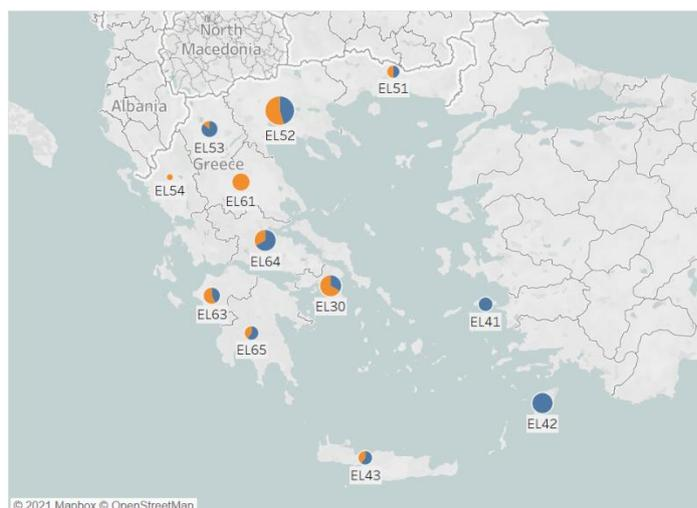 North
Macedonia
Albania
EL51
EL52
EL53
Greece
EL54
EL61
EL64
EL63
EL30
EL41
EL65
EL42
EL43
© 2021 Mapbox © OpenStreetMap